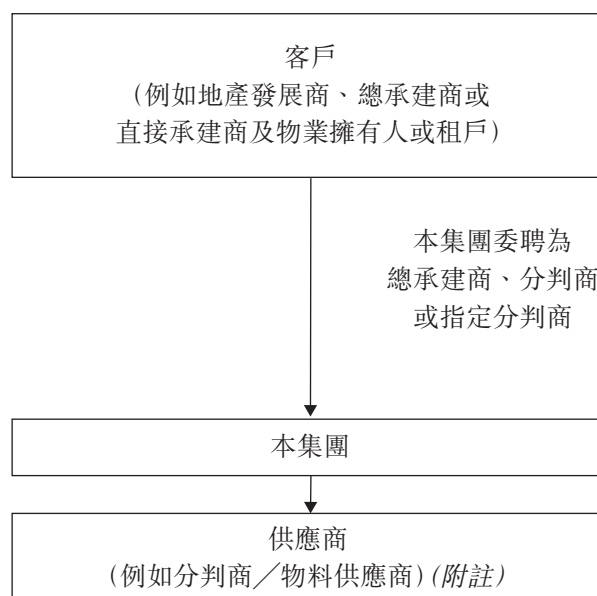 客戶
(例如地產發展商、總承建商或
直接承建商及物業擁有人或租戶)
本集團委聘為
總承建商、分判商
或指定分判商
本集團
供應商
(例如分判商／物料供應商)(附註)